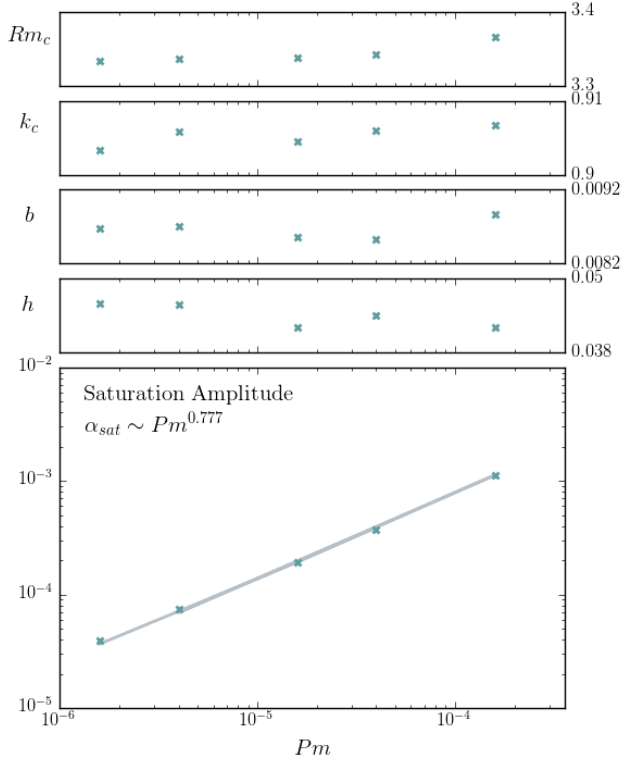 3.4
Rm_c
3.3
0.91
k_c
0.9
0.0092
b
0.0082
0.05
h
0.038
10^{-2}
Saturation Amplitude
α_{sat} ∼ Pm^{0.777}
10^{-3}
10^{-4}
10^{-5}
10^{-6} 10^{-5} 10^{-4}
Pm